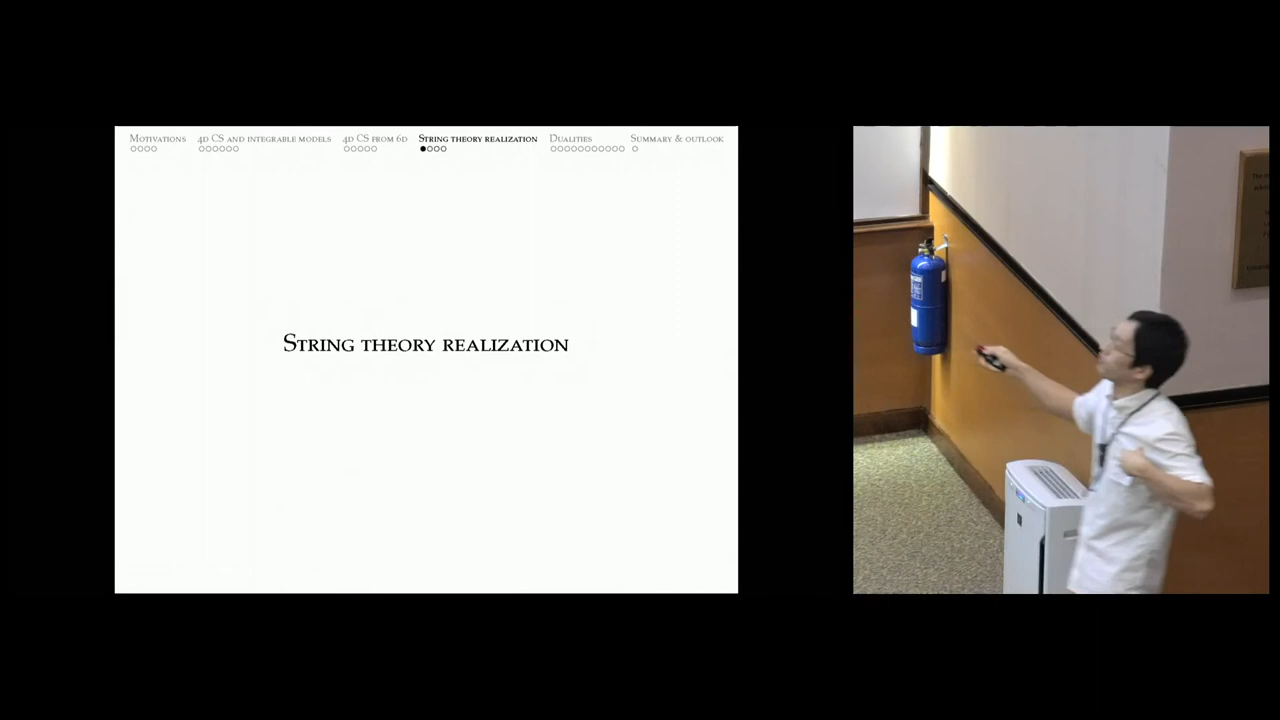 Motivations 4d CS and integrable models 4d CS from 6d String theory realization Dualities Summary & outlook
String theory realization